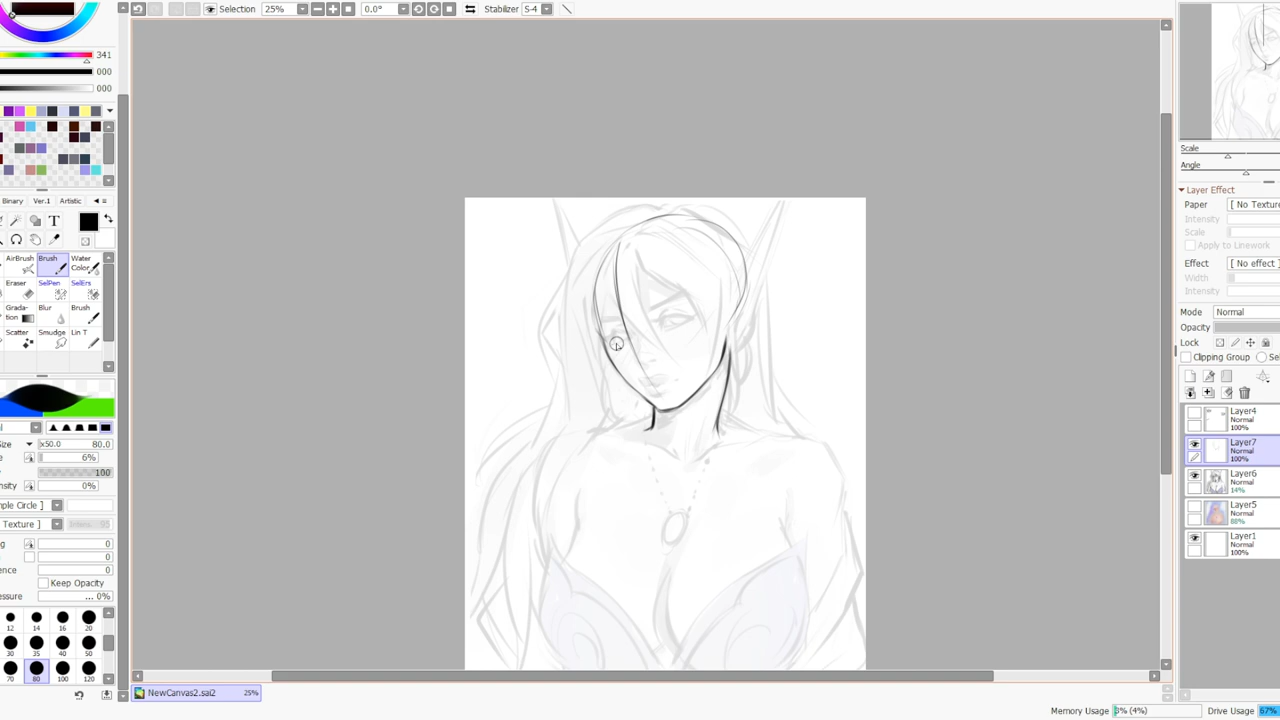 Selection 25% 0.0° Stabilizer S-4
341
000
000
Binary Ver.1 Artistic
T
AirBrush Brush Water Color
Eraser SelPen SelErs
Grada-tion Blur Brush
Scatter Smudge Lin T
Size x50.0 80.0
6%
100
0%
Circle ]
Texture ]
0
0
0
Keep Opacity
... 0%
12 14 16 20
30 35 40 50
70 80 100 120
NewCanvas2.sai2 25%
Scale
Angle
Layer Effect
Paper [ No Texture
Intensity
Scale
Apply to Linework
Effect [ No effect ]
Width
Intensity
Mode Normal
Opacity
Lock
Clipping Group
Layer4
Normal
100%
Layer7
Normal
100%
Layer6
Normal
14%
Layer5
Normal
88%
Layer1
Normal
100%
Memory Usage (4%) Drive Usage 67%